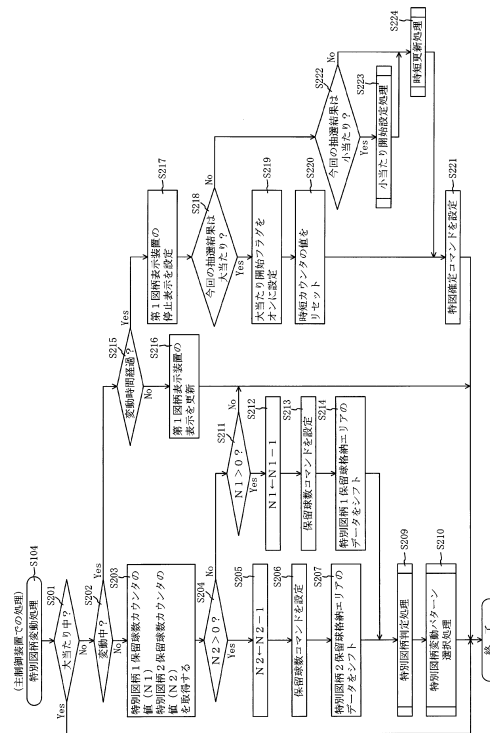 (主制御装置での処理)
特別図柄変動処理
S104
大当たり中?
S201
Yes
No
変動中?
S202
Yes
No
特別図柄1保留球数カウンタの
値(N1)
特別図柄2保留球数カウンタの
値(N2)
を取得する
S203
N2>0?
S204
No
Yes
N2←N2-1
S205
保留球数コマンドを設定
S206
特別図柄2保留球格納エリアの
データをシフト
S207
N1>0?
S211
No
Yes
N1←N1-1
S212
保留球数コマンドを設定
S213
特別図柄1保留球格納エリアの
データをシフト
S214
特別図柄判定処理
S209
特別図柄変動パターン
選択処理
S210
変動時間経過?
S215
Yes
No
第1図柄表示装置の
表示を更新
S216
第1図柄表示装置の
停止表示を設定
S217
今回の抽選結果は
大当たり?
S218
No
Yes
大当たり開始フラグを
オンに設定
S219
時短カウンタの値を
リセット
S220
今回の抽選結果は
小当たり?
S222
No
Yes
小当たり開始設定処理
S223
時短更新処理
S224
特図確定コマンドを設定
S221
終了